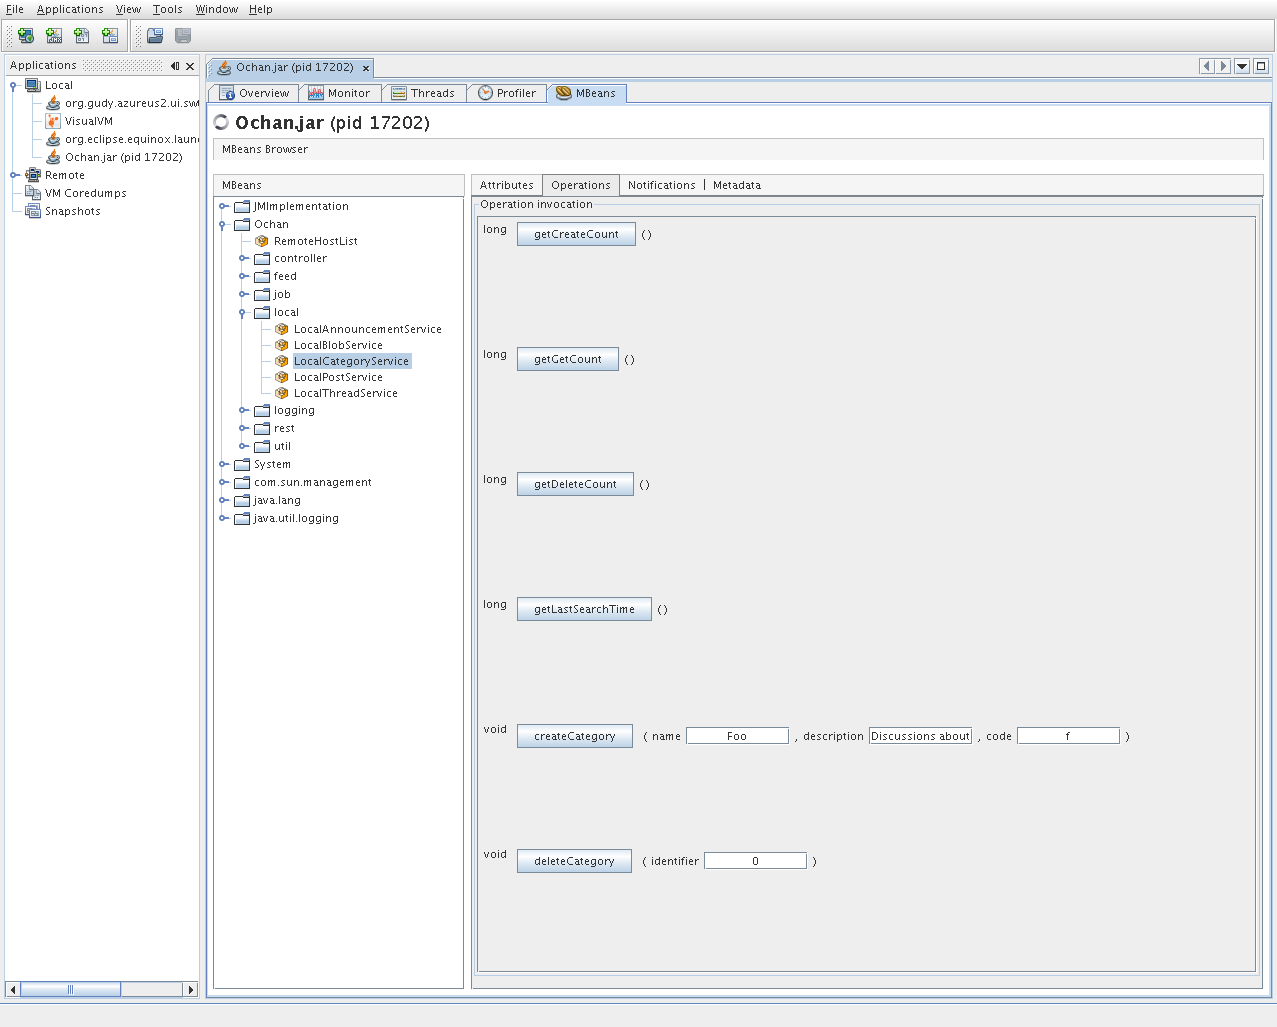 File Applications View Tools Window Help
Applications
Local
VisualVM
Ochan.jar (pid 17202)
Remote
VM Coredumps
Snapshots
org.gudy.azureus2.ui.sw
org.eclipse.equinox.laun
Ochan.jar (pid 17202)
Overview Monitor Threads Profiler MBeans
Ochan.jar (pid 17202)
MBeans Browser
MBeans
JMImplementation
Ochan
RemoteHostList
controller
feed
job
local
LocalAnnouncementService
LocalBlobService
LocalCategoryService
LocalPostService
LocalThreadService
logging
rest
util
System
com.sun.management
java.lang
java.util.logging
Attributes Operations Notifications Metadata
Operation invocation
long getCreateCount ()
long getGetCount ()
long getDeleteCount ()
long getLastSearchTime ()
void createCategory ( name Foo , description Discussions about , code f )
void deleteCategory ( identifier 0 )